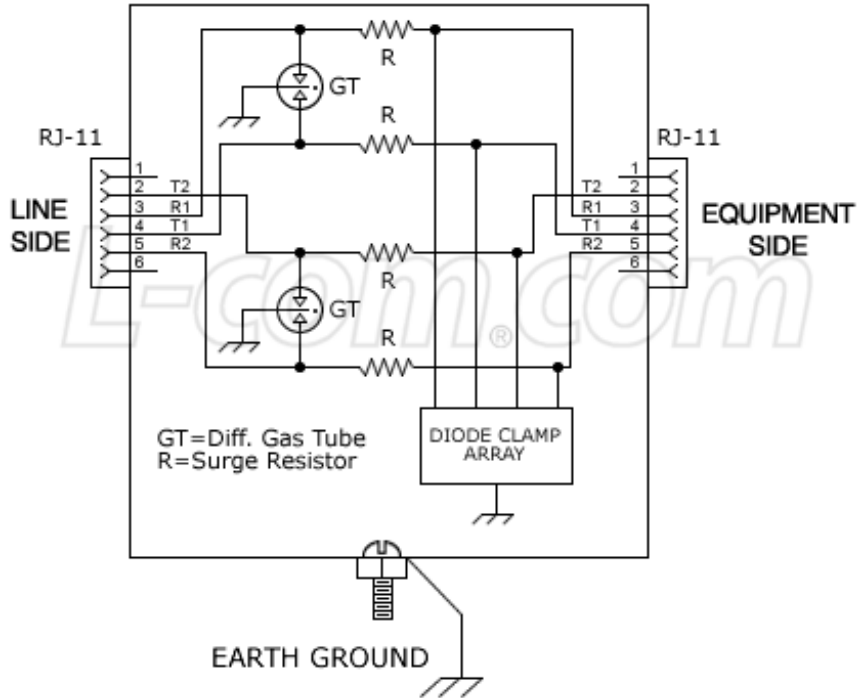 R
GT
R
RJ-11
RJ-11
LINE
SIDE
1
2 T2
3 R1
4 T1
5 R2
6
1
T2 2
R1 3
T1 4
R2 5
6
EQUIPMENT
SIDE
R
GT
R
L-com®com
GT=Diff. Gas Tube
R=Surge Resistor
DIODE CLAMP
ARRAY
EARTH GROUND